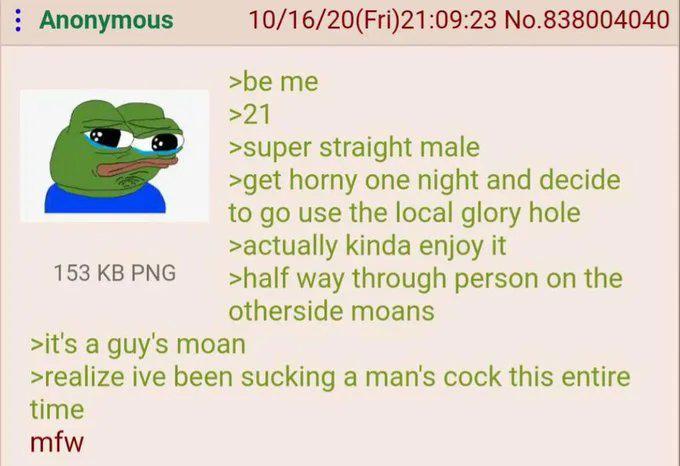 Anonymous 10/16/20(Fri)21:09:23 No.838004040
>be me
>21
>super straight male
>get horny one night and decide
to go use the local glory hole
>actually kinda enjoy it
>half way through person on the
otherside moans
153 KB PNG
>it's a guy's moan
>realize ive been sucking a man's cock this entire
time
mfw